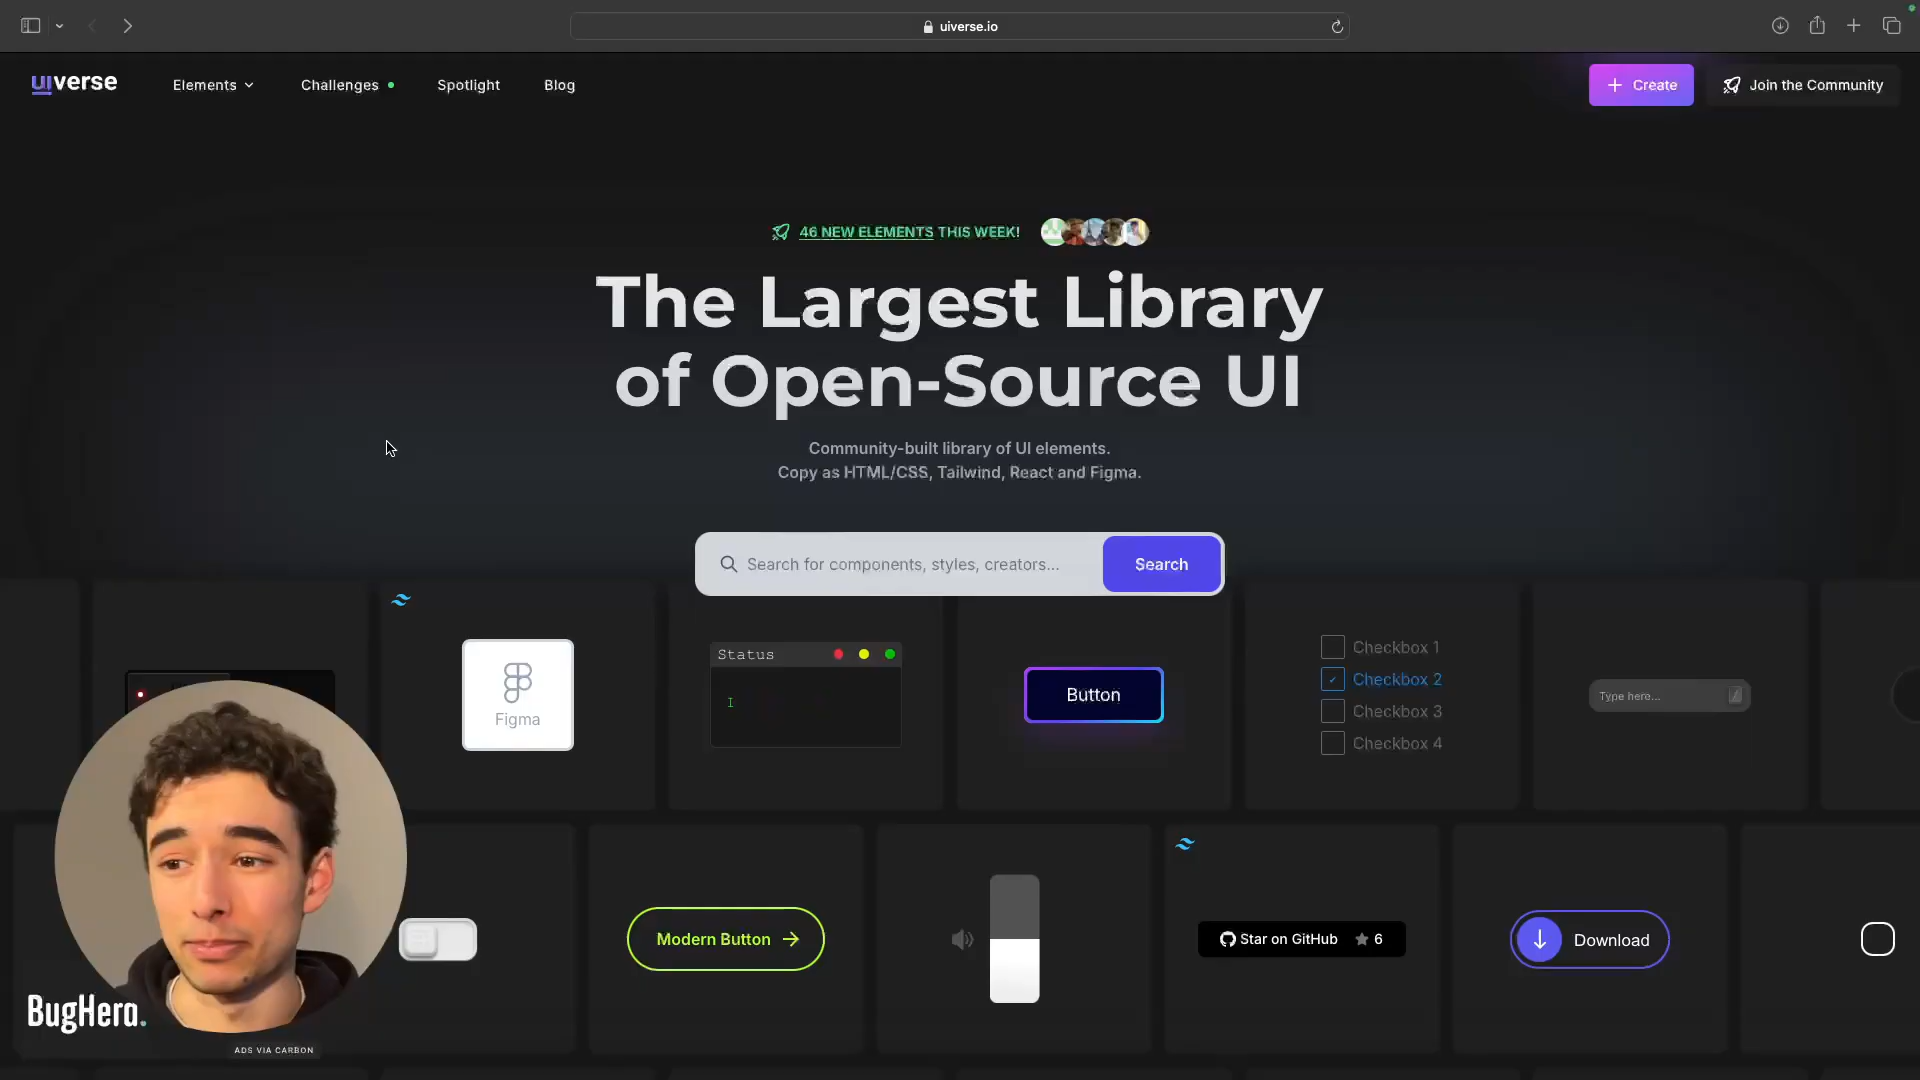 uiverse.io
uiverse
Elements
Challenges
Spotlight
Blog
Create
Join the Community
46 NEW ELEMENTS THIS WEEK!
The Largest Library
of Open-Source UI
Community-built library of UI elements.
Copy as HTML/CSS, Tailwind, React and Figma.
Search for components, styles, creators...
Search
Figma
Status
Button
Checkbox 1
Checkbox 2
Checkbox 3
Checkbox 4
Type here...
/
Modern Button
Star on GitHub
6
Download
BugHerd.
ADS VIA CARBON